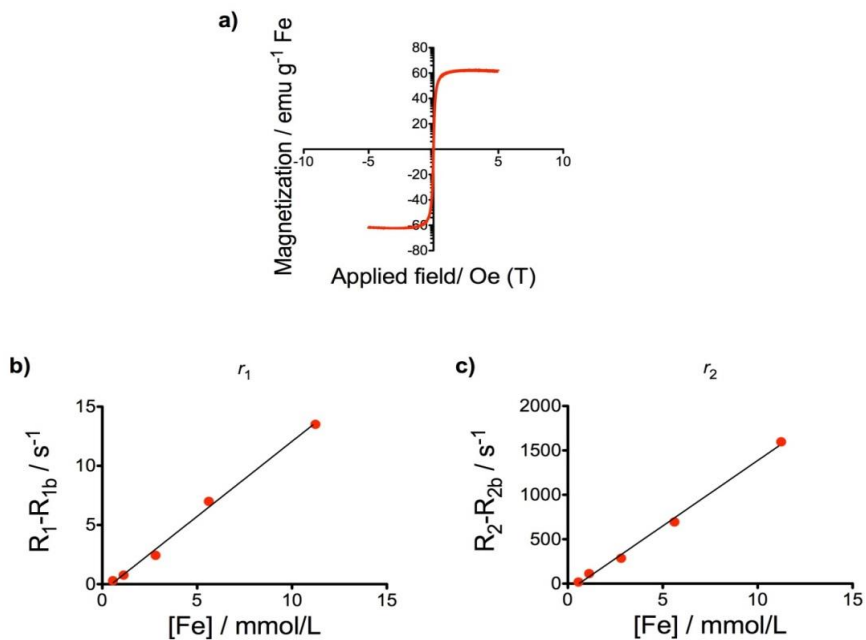 a)
Magnetization / emu g⁻¹ Fe
80
60
40
20
-10
-5
5
10
-20
-40
-60
-80
Applied field/ Oe (T)
b)
r₁
R₁-R₁b / s⁻¹
15
10
5
0
0
5
10
15
[Fe] / mmol/L
c)
r₂
R₂-R₂b / s⁻¹
2000
1500
1000
500
0
0
5
10
15
[Fe] / mmol/L